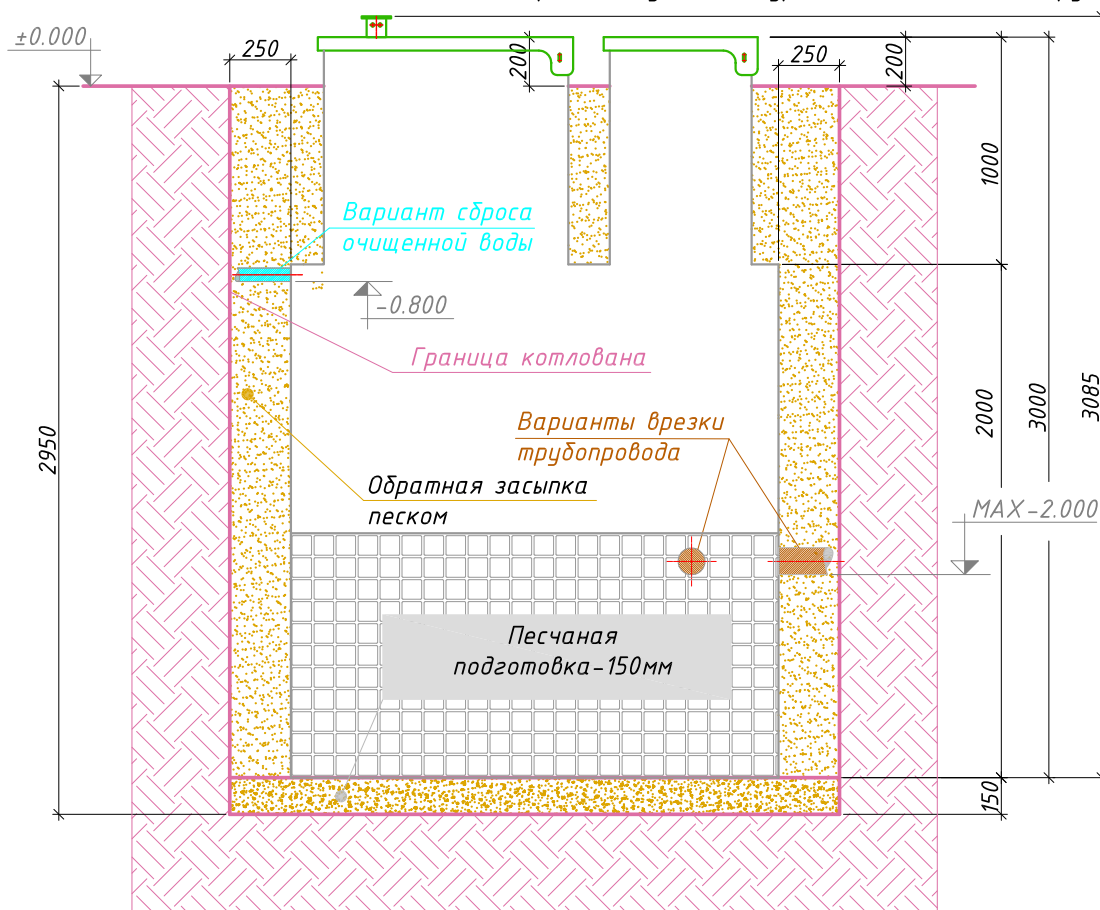 ±0.000
250
200
250
200
1000
Вариант сброса
очищенной воды
-0.800
Граница котлована
2950
Варианты врезки
трубопровода
2000
3000
3085
Обратная засыпка
песком
MAX-2.000
Песчаная
подготовка-150мм
150